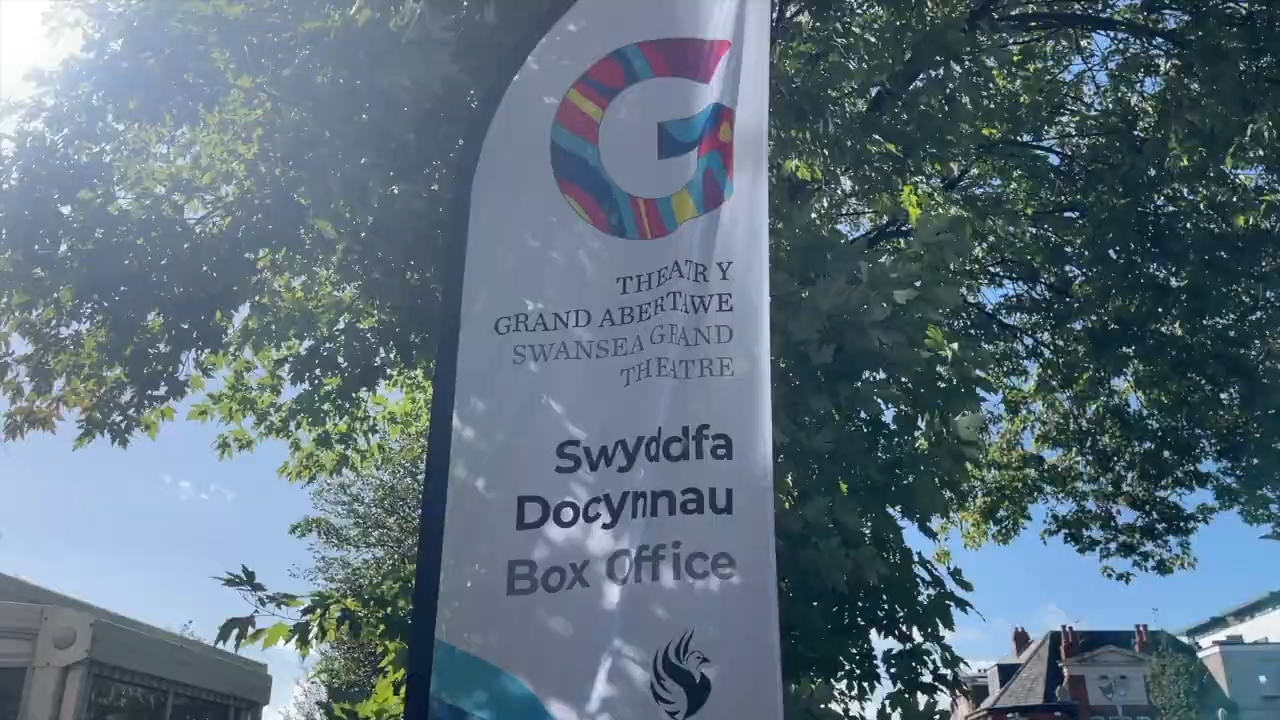 G
THEATR Y
GRAND ABERTAWE
SWANSEA GRAND
THEATRE
Swyddfa
Docynnau
Box Office